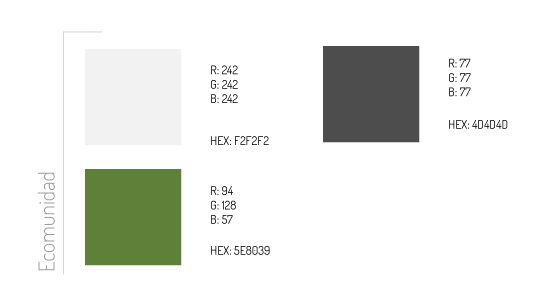 Ecomunidad
R: 242
G: 242
B: 242
HEX: F2F2F2
R: 77
G: 77
B: 77
HEX: 4D4D4D
R: 94
G: 128
B: 57
HEX: 5E8039